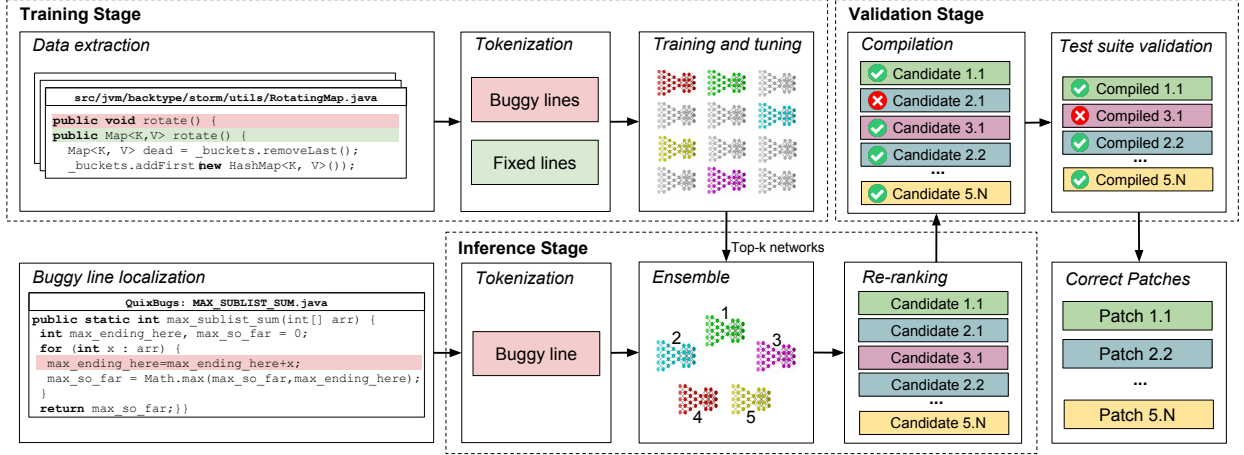 Training Stage
Data extraction
src/jvm/backtype/storm/utils/RotatingMap.java
public void rotate() {
public Map<K,V> rotate() {
Map<K, V> dead = _buckets.removeLast();
_buckets.addFirst(new HashMap<K, V>());
Tokenization
Buggy lines
Fixed lines
Training and tuning
Validation Stage
Compilation
Candidate 1.1
Candidate 2.1
Candidate 3.1
Candidate 2.2
...
Candidate 5.N
Test suite validation
Compiled 1.1
Compiled 3.1
Compiled 2.2
...
Compiled 5.N
Top-k networks
Buggy line localization
QuixBugs: MAX_SUBLIST_SUM.java
public static int max_sublist_sum(int[] arr) {
int max_ending_here, max_so_far = 0;
for (int x : arr) {
max_ending_here=max_ending_here+x;
max_so_far = Math.max(max_so_far,max_ending_here);
}
return max_so_far;}}
Inference Stage
Tokenization
Buggy line
Ensemble
1
2
3
4
5
Re-ranking
Candidate 1.1
Candidate 2.1
Candidate 3.1
Candidate 2.2
...
Candidate 5.N
Correct Patches
Patch 1.1
Patch 2.2
...
Patch 5.N